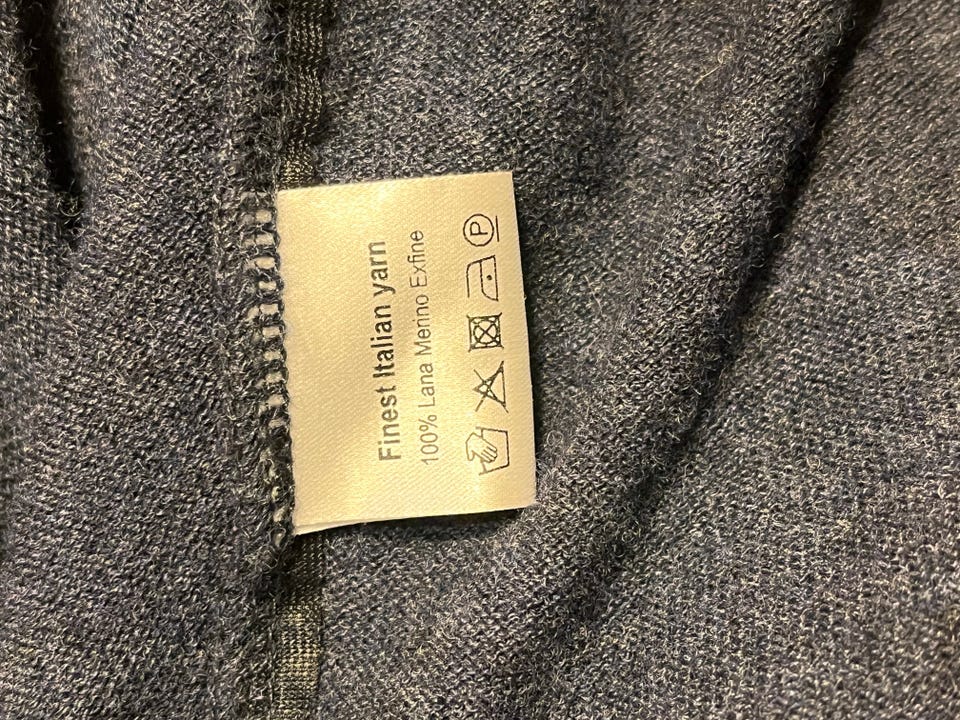 Finest Italian yarn
100% Lana Merino Exfine
P